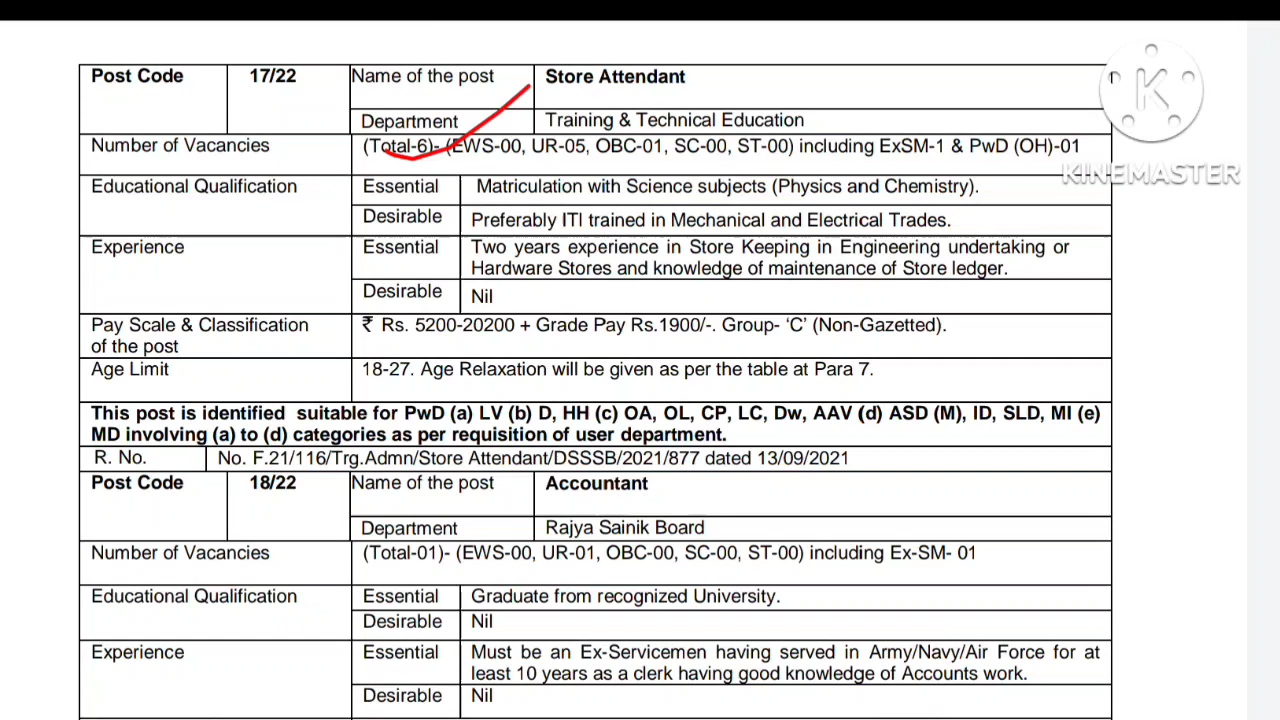 Post Code 17/22 Name of the post Store Attendant
Department Training & Technical Education
Number of Vacancies (Total-6)- (EWS-00, UR-05, OBC-01, SC-00, ST-00) including ExSM-1 & PwD (OH)-01
K
KINEMASTER
Educational Qualification Essential Matriculation with Science subjects (Physics and Chemistry).
Desirable Preferably ITI trained in Mechanical and Electrical Trades.
Experience Essential Two years experience in Store Keeping in Engineering undertaking or
Hardware Stores and knowledge of maintenance of Store ledger.
Desirable Nil
Pay Scale & Classification ₹ Rs. 5200-20200 + Grade Pay Rs.1900/-. Group- ‘C’ (Non-Gazetted).
of the post
Age Limit 18-27. Age Relaxation will be given as per the table at Para 7.
This post is identified suitable for PwD (a) LV (b) D, HH (c) OA, OL, CP, LC, Dw, AAV (d) ASD (M), ID, SLD, MI (e)
MD involving (a) to (d) categories as per requisition of user department.
R. No. No. F.21/116/Trg.Admn/Store Attendant/DSSSB/2021/877 dated 13/09/2021
Post Code 18/22 Name of the post Accountant
Department Rajya Sainik Board
Number of Vacancies (Total-01)- (EWS-00, UR-01, OBC-00, SC-00, ST-00) including Ex-SM- 01
Educational Qualification Essential Graduate from recognized University.
Desirable Nil
Experience Essential Must be an Ex-Servicemen having served in Army/Navy/Air Force for at
least 10 years as a clerk having good knowledge of Accounts work.
Desirable Nil